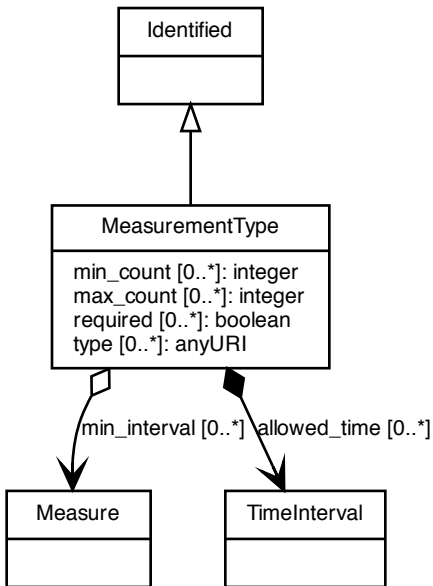 Identified
MeasurementType
min_count [0..*]: integer
max_count [0..*]: integer
required [0..*]: boolean
type [0..*]: anyURI
min_interval [0..*]
allowed_time [0..*]
Measure
TimeInterval